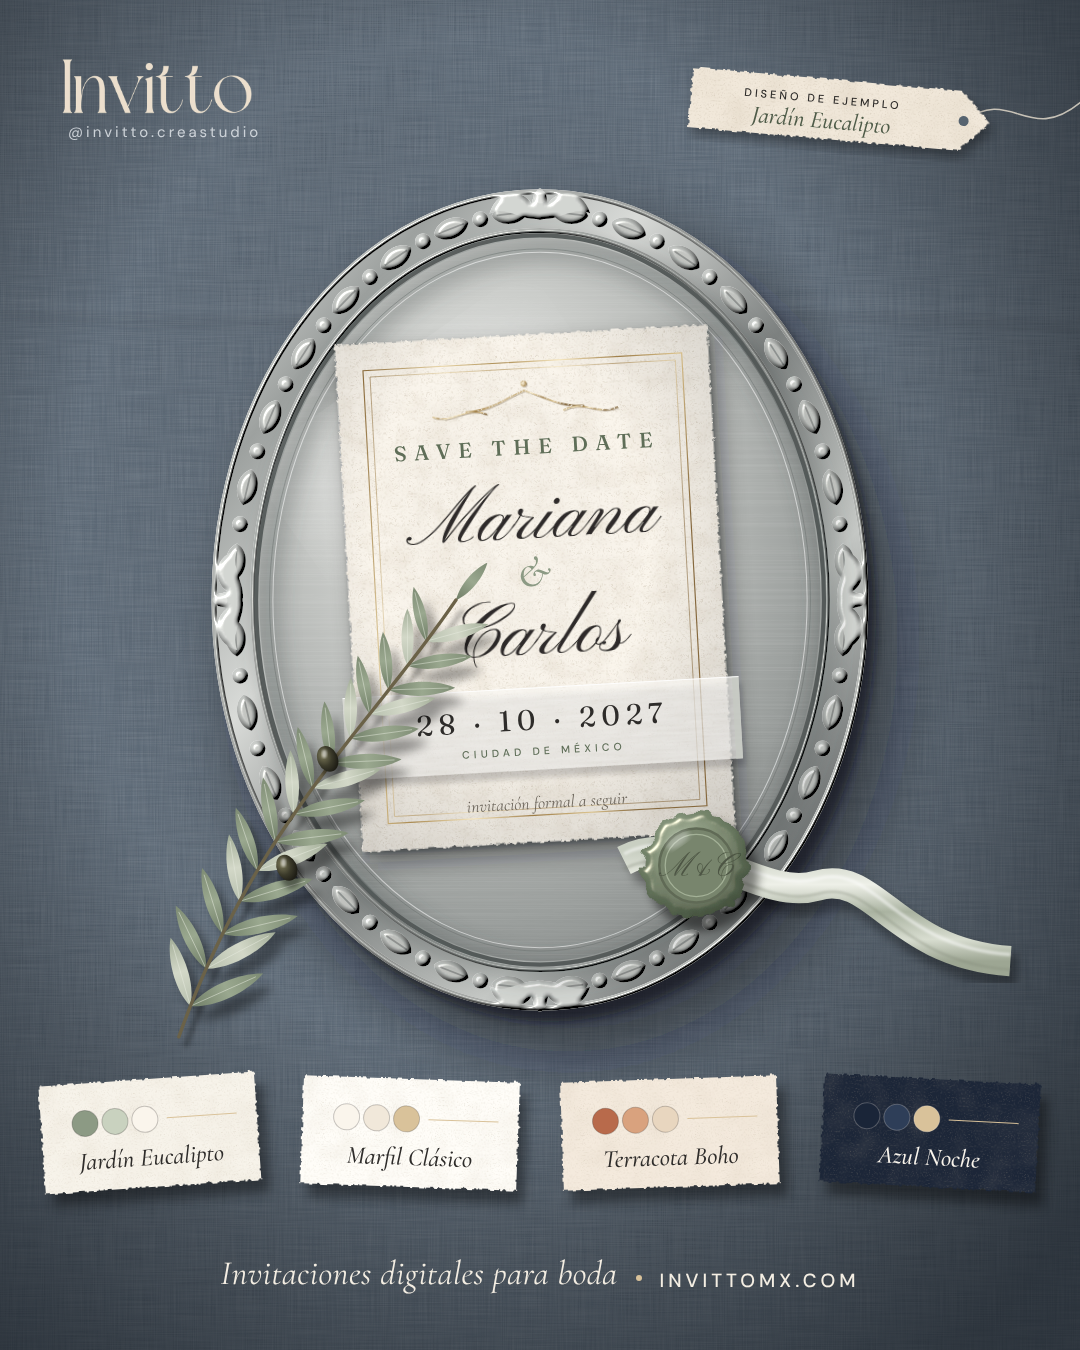 Invitto
@invitto.creastudio
DISEÑO DE EJEMPLO
Jardín Eucalipto
SAVE THE DATE
Mariana
&
Carlos
28 · 10 · 2027
CIUDAD DE MÉXICO
invitación formal a seguir
M & C
Jardín Eucalipto
Marfil Clásico
Terracota Boho
Azul Noche
Invitaciones digitales para boda • INVITTOMX.COM